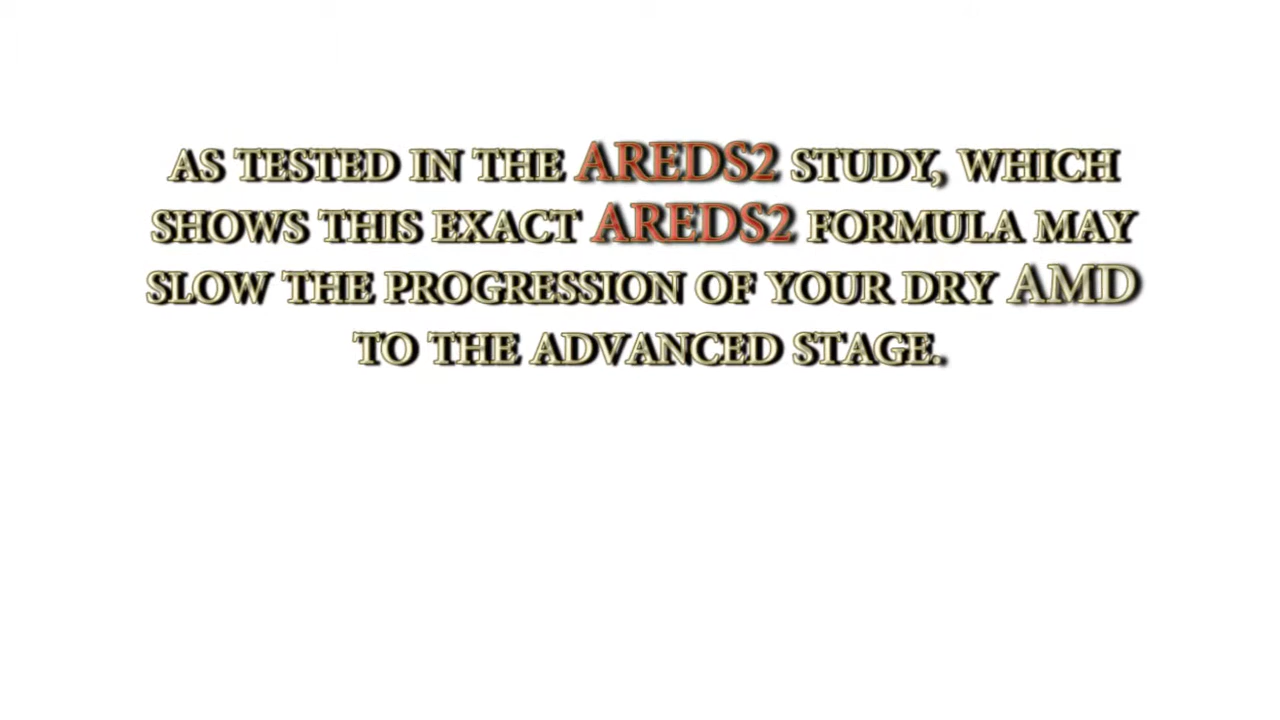 AS TESTED IN THE AREDS2 STUDY, WHICH
SHOWS THIS EXACT AREDS2 FORMULA MAY
SLOW THE PROGRESSION OF YOUR DRY AMD
TO THE ADVANCED STAGE.